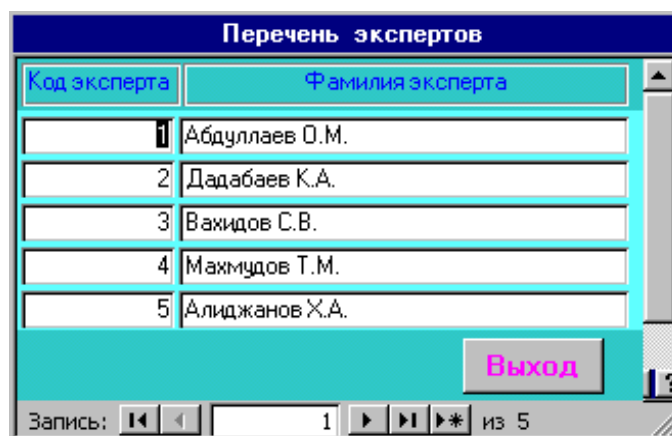 Перечень экспертов
Код эксперта Фамилия эксперта
1 Абдуллаев О.М.
2 Дадабаев К.А.
3 Вахидов С.В.
4 Махмудов Т.М.
5 Алиджанов Х.А.
Выход
?
Запись: 1 из 5